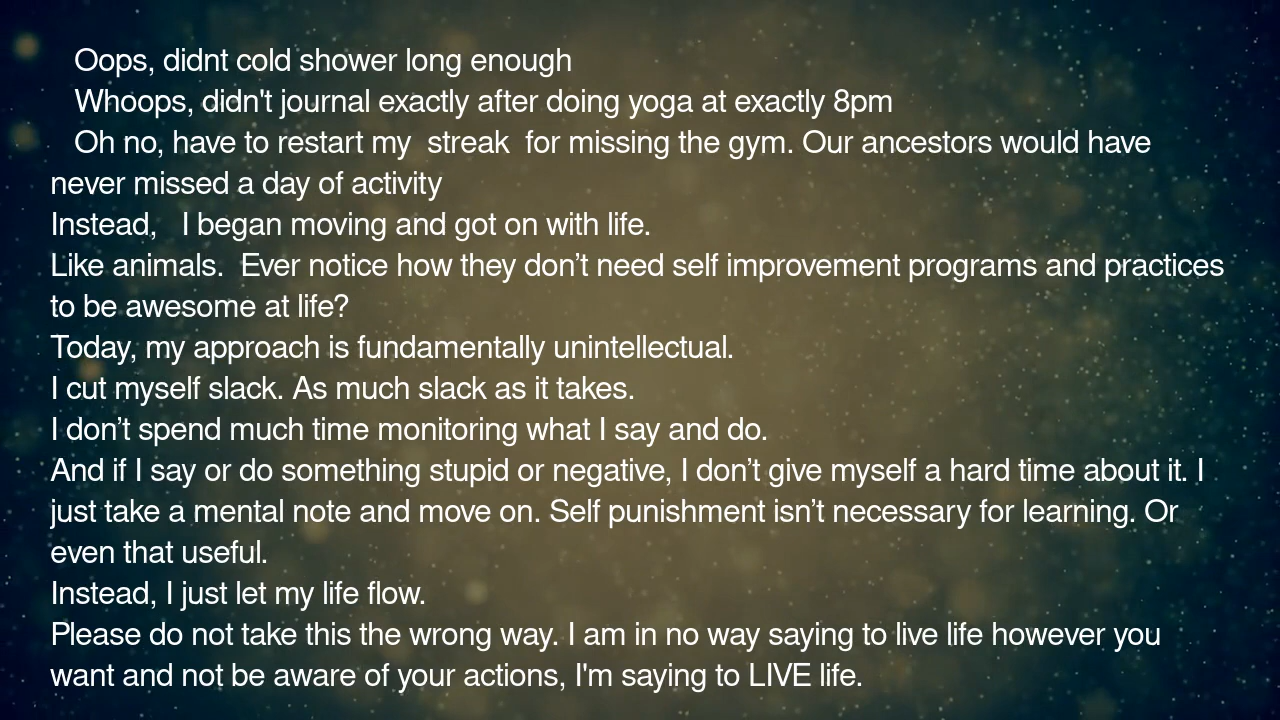 Oops, didnt cold shower long enough
Whoops, didn't journal exactly after doing yoga at exactly 8pm
Oh no, have to restart my  streak  for missing the gym. Our ancestors would have
never missed a day of activity
Instead,   I began moving and got on with life.
Like animals.  Ever notice how they don’t need self improvement programs and practices
to be awesome at life?
Today, my approach is fundamentally unintellectual.
I cut myself slack. As much slack as it takes.
I don’t spend much time monitoring what I say and do.
And if I say or do something stupid or negative, I don’t give myself a hard time about it. I
just take a mental note and move on. Self punishment isn’t necessary for learning. Or
even that useful.
Instead, I just let my life flow.
Please do not take this the wrong way. I am in no way saying to live life however you
want and not be aware of your actions, I'm saying to LIVE life.